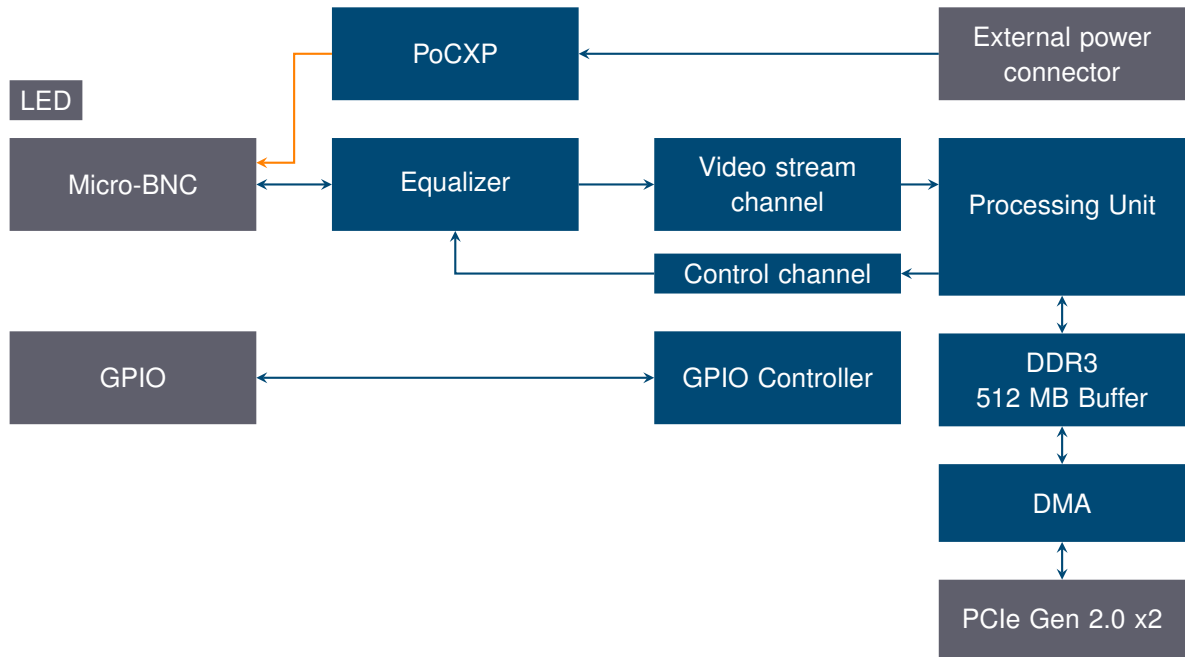 PoCXP
External power
connector
LED
Micro-BNC
Equalizer
Video stream
channel
Processing Unit
Control channel
GPIO
GPIO Controller
DDR3
512 MB Buffer
DMA
PCIe Gen 2.0 x2